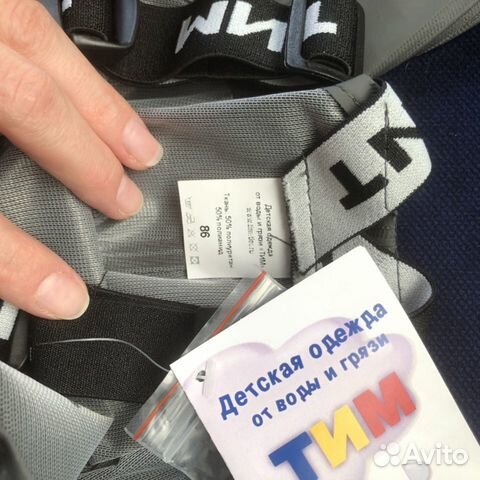 ТИМ
Т
Детская одежда
от воды и грязи «ТИМ»
86
Ткань: 50% полиуретан
50% полиамид
Детская одежда
от воды и грязи
ТИМ
Avito